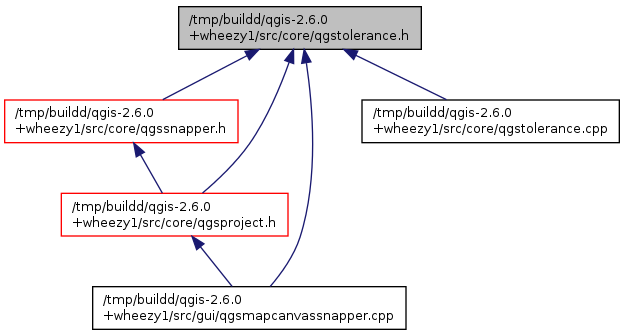 /tmp/buildd/qgis-2.6.0
+wheezy1/src/core/qgstolerance.h
/tmp/buildd/qgis-2.6.0
+wheezy1/src/core/qgssnapper.h
/tmp/buildd/qgis-2.6.0
+wheezy1/src/core/qgstolerance.cpp
/tmp/buildd/qgis-2.6.0
+wheezy1/src/core/qgsproject.h
/tmp/buildd/qgis-2.6.0
+wheezy1/src/gui/qgsmapcanvassnapper.cpp